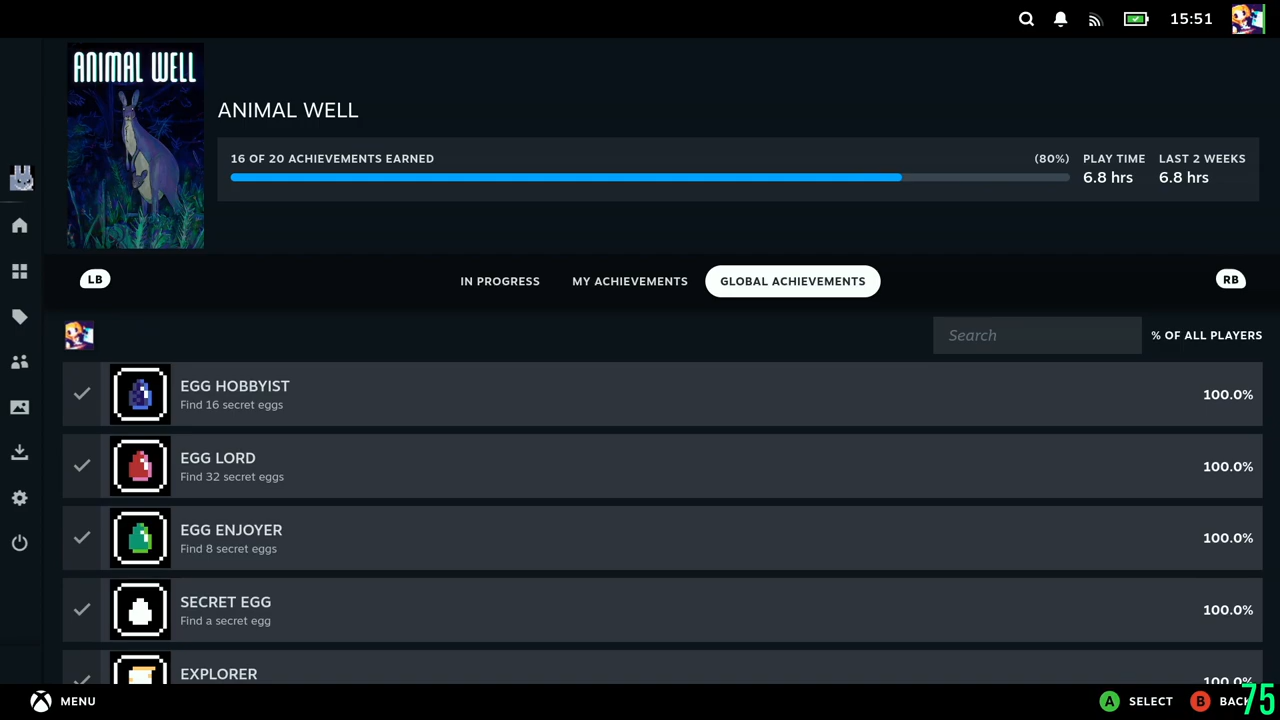 15:51
ANIMAL WELL
ANIMAL WELL
16 OF 20 ACHIEVEMENTS EARNED (80%) PLAY TIME LAST 2 WEEKS
6.8 hrs 6.8 hrs
LB IN PROGRESS MY ACHIEVEMENTS GLOBAL ACHIEVEMENTS RB
Search % OF ALL PLAYERS
EGG HOBBYIST
Find 16 secret eggs
100.0%
EGG LORD
Find 32 secret eggs
100.0%
EGG ENJOYER
Find 8 secret eggs
100.0%
SECRET EGG
Find a secret egg
100.0%
EXPLORER
100.0%
MENU A SELECT B BACK 75